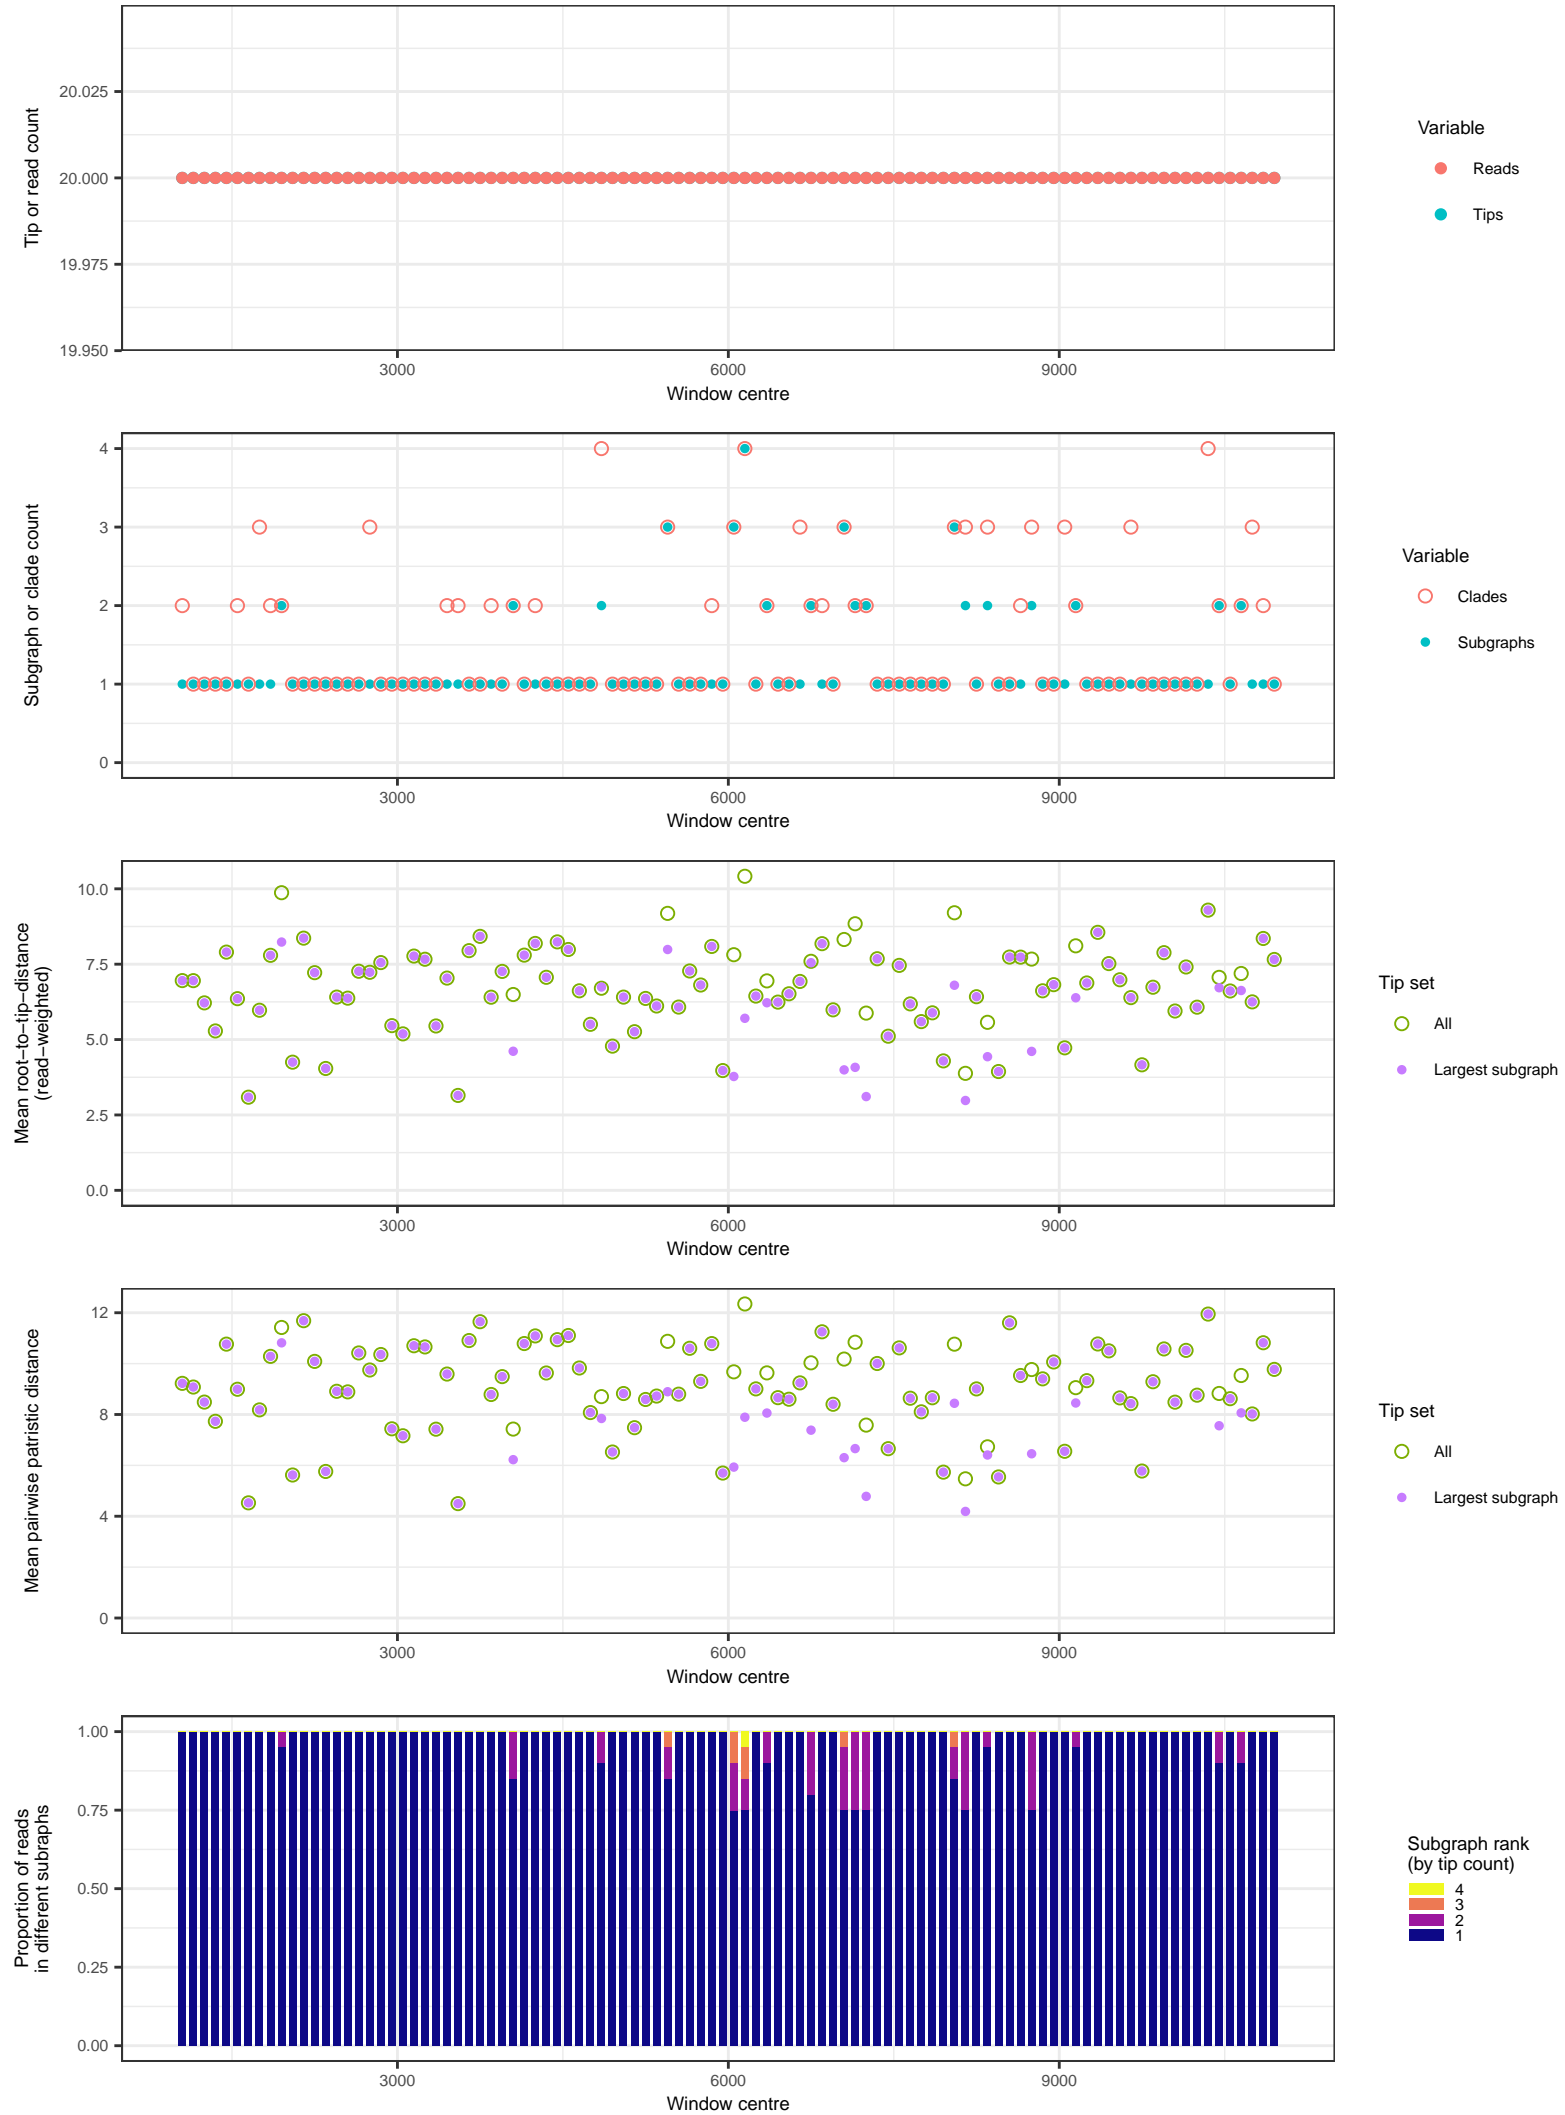 Tip or read count
20.025
20.000
19.975
19.950
3000
6000
9000
Window centre
Variable
Reads
Tips
Subgraph or clade count
4
3
2
1
0
3000
6000
9000
Window centre
Variable
Clades
Subgraphs
Mean root−to−tip−distance
(read−weighted)
10.0
7.5
5.0
2.5
0.0
3000
6000
9000
Window centre
Tip set
All
Largest subgraph
Mean pairwise patristic distance
12
8
4
0
3000
6000
9000
Window centre
Tip set
All
Largest subgraph
Proportion of reads
in different subraphs
1.00
0.75
0.50
0.25
0.00
3000
6000
9000
Window centre
Subgraph rank
(by tip count)
4
3
2
1